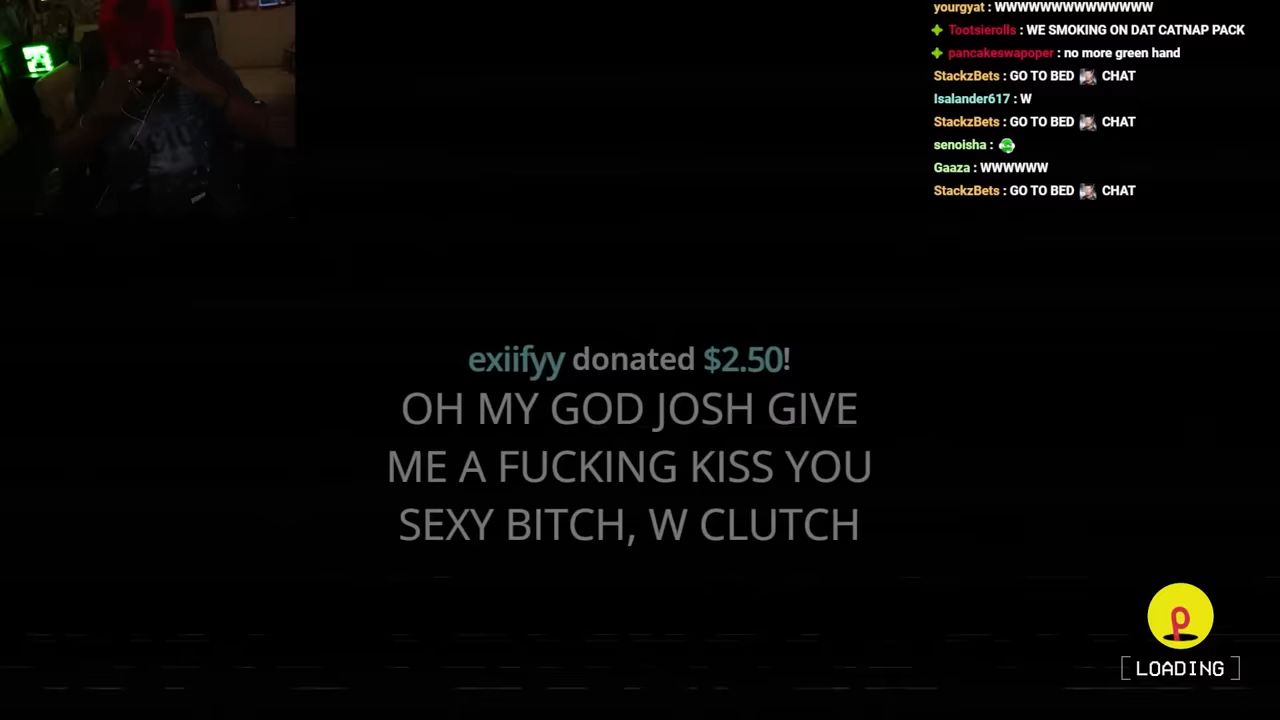 yourgyat : WWWWWWWWWWWWWW
Tootsierolls : WE SMOKING ON DAT CATNAP PACK
pancakeswapoper : no more green hand
StackzBets : GO TO BED CHAT
Isalander617 : W
StackzBets : GO TO BED CHAT
senoisha :
Gaaza : WWWWWW
StackzBets : GO TO BED CHAT
exiifyy donated $2.50!
OH MY GOD JOSH GIVE
ME A FUCKING KISS YOU
SEXY BITCH, W CLUTCH
P
[ LOADING ]